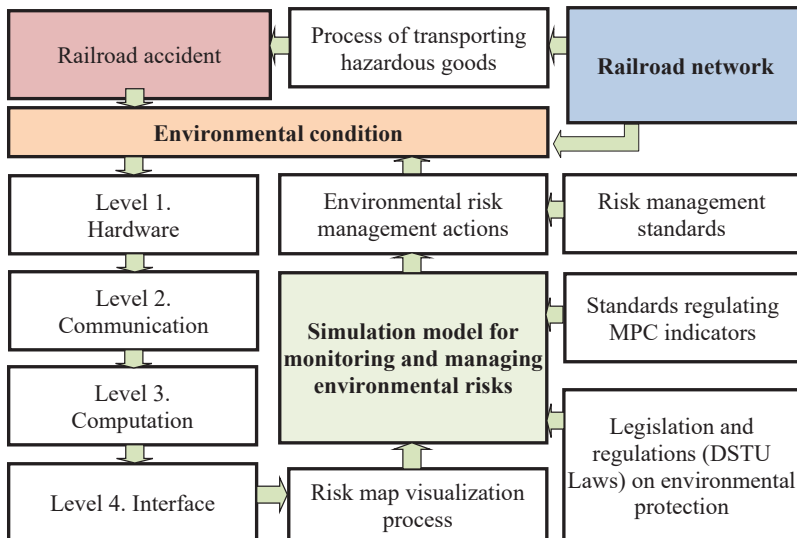 Railroad accident
Process of transporting
hazardous goods
Railroad network
Environmental condition
Level 1.
Hardware
Environmental risk
management actions
Risk management
standards
Level 2.
Communication
Simulation model for
monitoring and managing
environmental risks
Standards regulating
MPC indicators
Level 3.
Computation
Legislation and
regulations (DSTU
Laws) on environmental
protection
Level 4. Interface
Risk map visualization
process